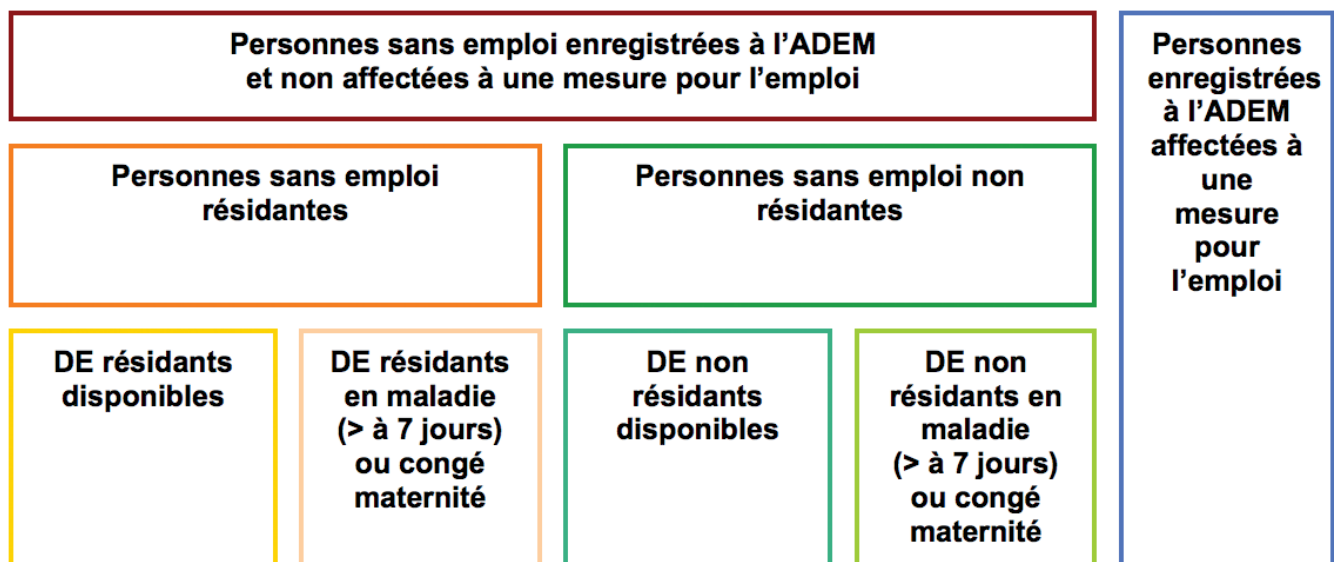 Personnes sans emploi enregistrées à l'ADEM
et non affectées à une mesure pour l'emploi
Personnes
enregistrées
à l'ADEM
affectées à
une
mesure
pour
l'emploi
Personnes sans emploi
résidantes
Personnes sans emploi non
résidantes
DE résidants
disponibles
DE résidants
en maladie
(> à 7 jours)
ou congé
maternité
DE non
résidants
disponibles
DE non
résidants en
maladie
(> à 7 jours)
ou congé
maternité